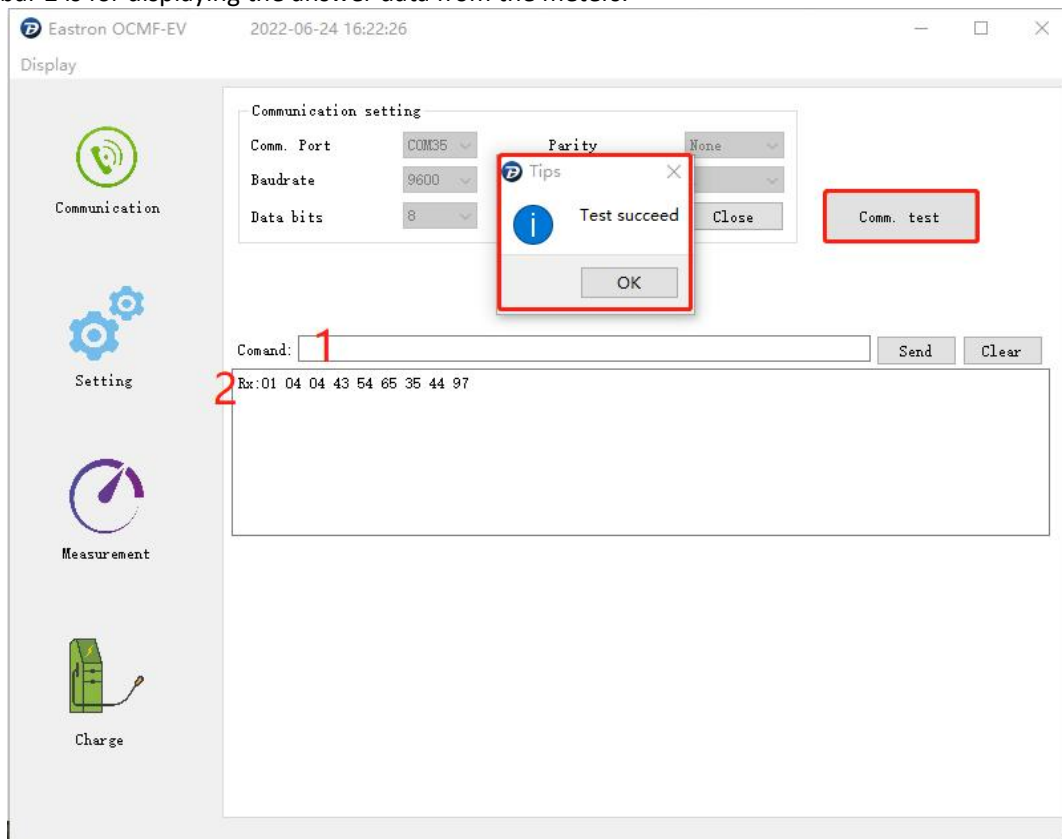 bar 2 is for displaying the answer data from the meters.
Eastron OCMF-EV 2022-06-24 16:22:26
Display
Communication setting
Comm. Port COM35 Parity None
Baudrate 9600
Data bits 8 Close
Tips
Test succeed
OK
Comm. test
Communication
Comand: 1 Send Clear
Setting
2 Rx:01 04 04 43 54 65 35 44 97
Measurement
Charge